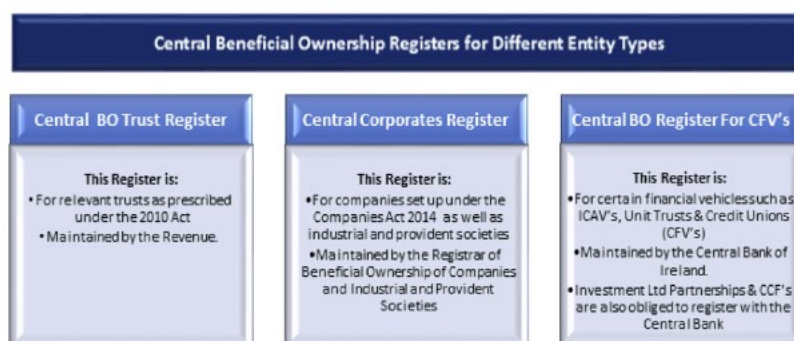 Central Beneficial Ownership Registers for Different Entity Types
Central BO Trust Register
This Register is:
•For relevant trusts as prescribed
under the 2010 Act
•Maintained by the Revenue.
Central Corporates Register
This Register is:
•For companies set up under the
Companies Act 2014 as well as
industrial and provident societies
•Maintained by the Registrar of
Beneficial Ownership of Companies
and Industrial and Provident
Societies
Central BO Register For CFV's
This Register is:
•For certain financial vehicles such as
ICAV's, Unit Trusts & Credit Unions
(CFV's)
•Maintained by the Central Bank of
Ireland.
•Investment Ltd Partnerships & CCF's
are also obliged to register with the
Central Bank